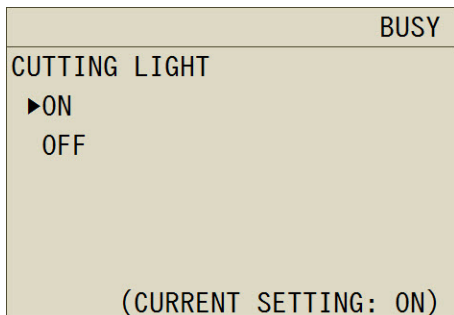 BUSY
CUTTING LIGHT
▶ON
OFF
(CURRENT SETTING: ON)